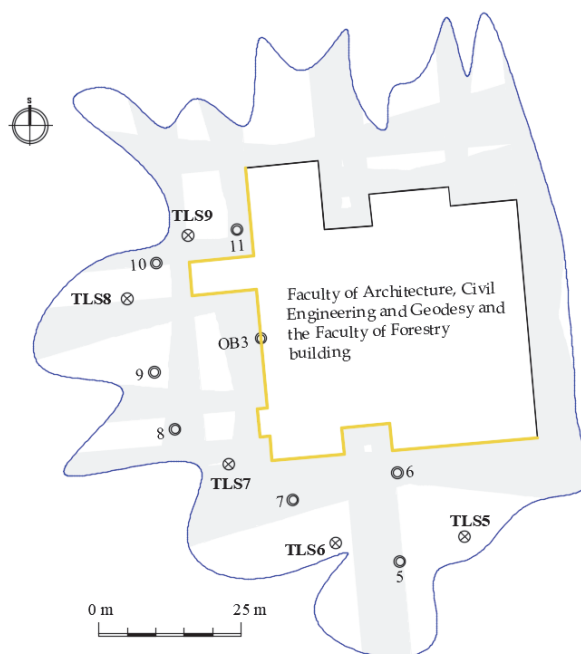 S
TLS9
11
10
TLS8
Faculty of Architecture, Civil
Engineering and Geodesy and
the Faculty of Forestry
building
OB3
9
8
TLS7
6
7
TLS5
TLS6
5
0 m
25 m